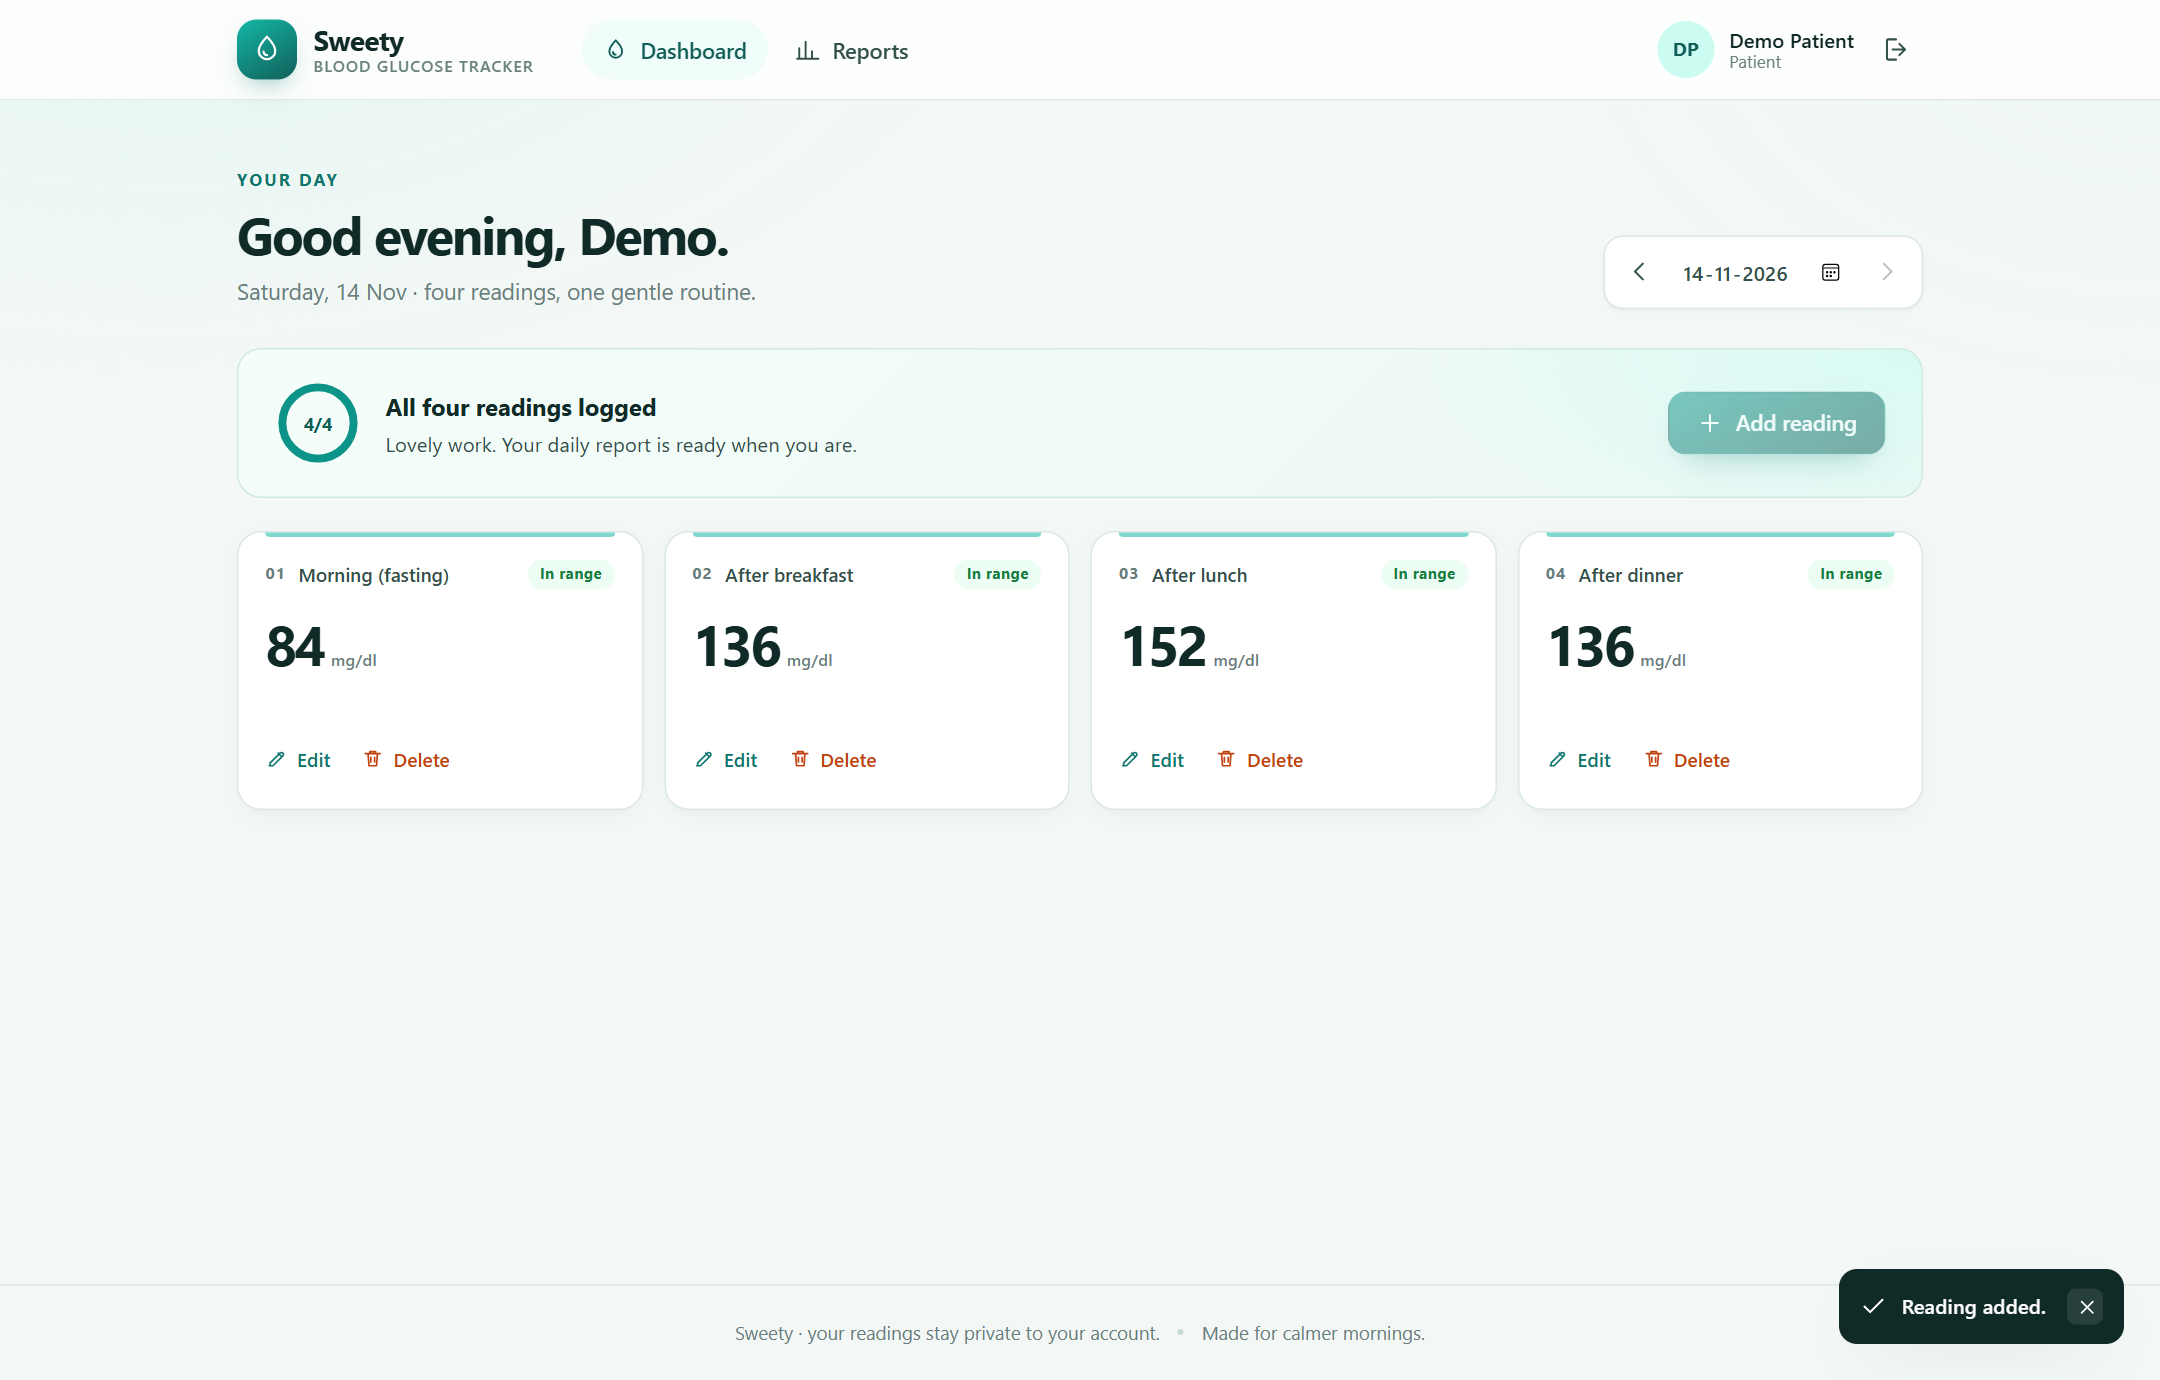 Sweety
BLOOD GLUCOSE TRACKER
Dashboard
Reports
DP
Demo Patient
Patient
YOUR DAY
Good evening, Demo.
Saturday, 14 Nov · four readings, one gentle routine.
14-11-2026
4/4
All four readings logged
Lovely work. Your daily report is ready when you are.
Add reading
01 Morning (fasting) In range
84 mg/dl
Edit Delete
02 After breakfast In range
136 mg/dl
Edit Delete
03 After lunch In range
152 mg/dl
Edit Delete
04 After dinner In range
136 mg/dl
Edit Delete
Reading added.
Sweety · your readings stay private to your account. • Made for calmer mornings.